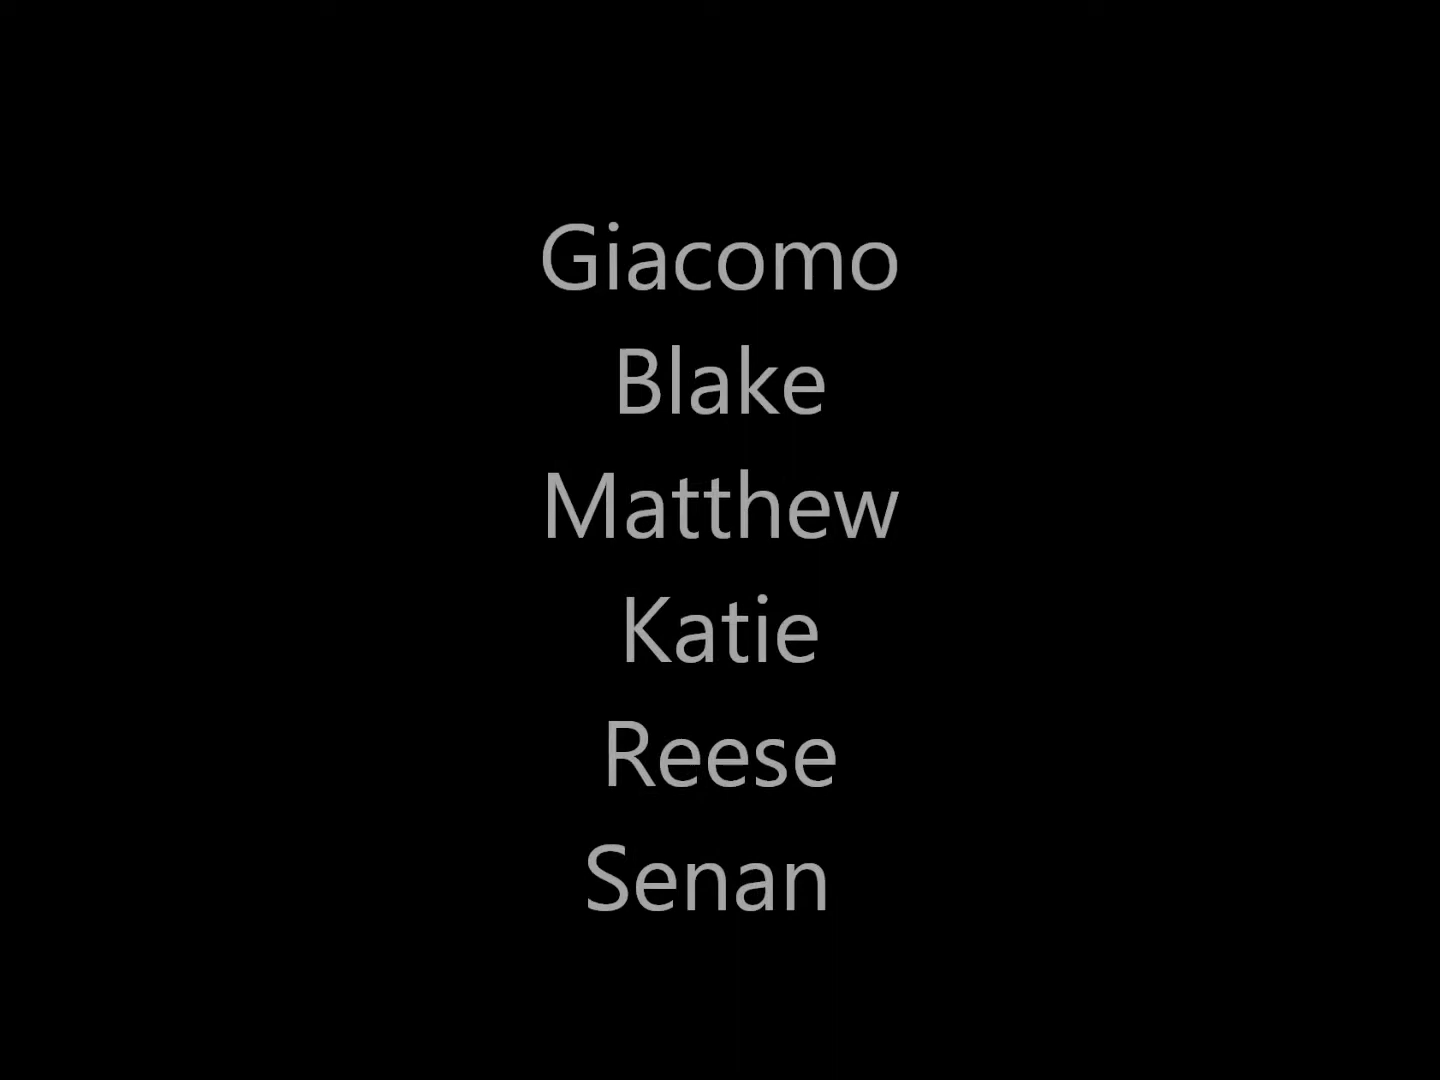 Giacomo
Blake
Matthew
Katie
Reese
Senan